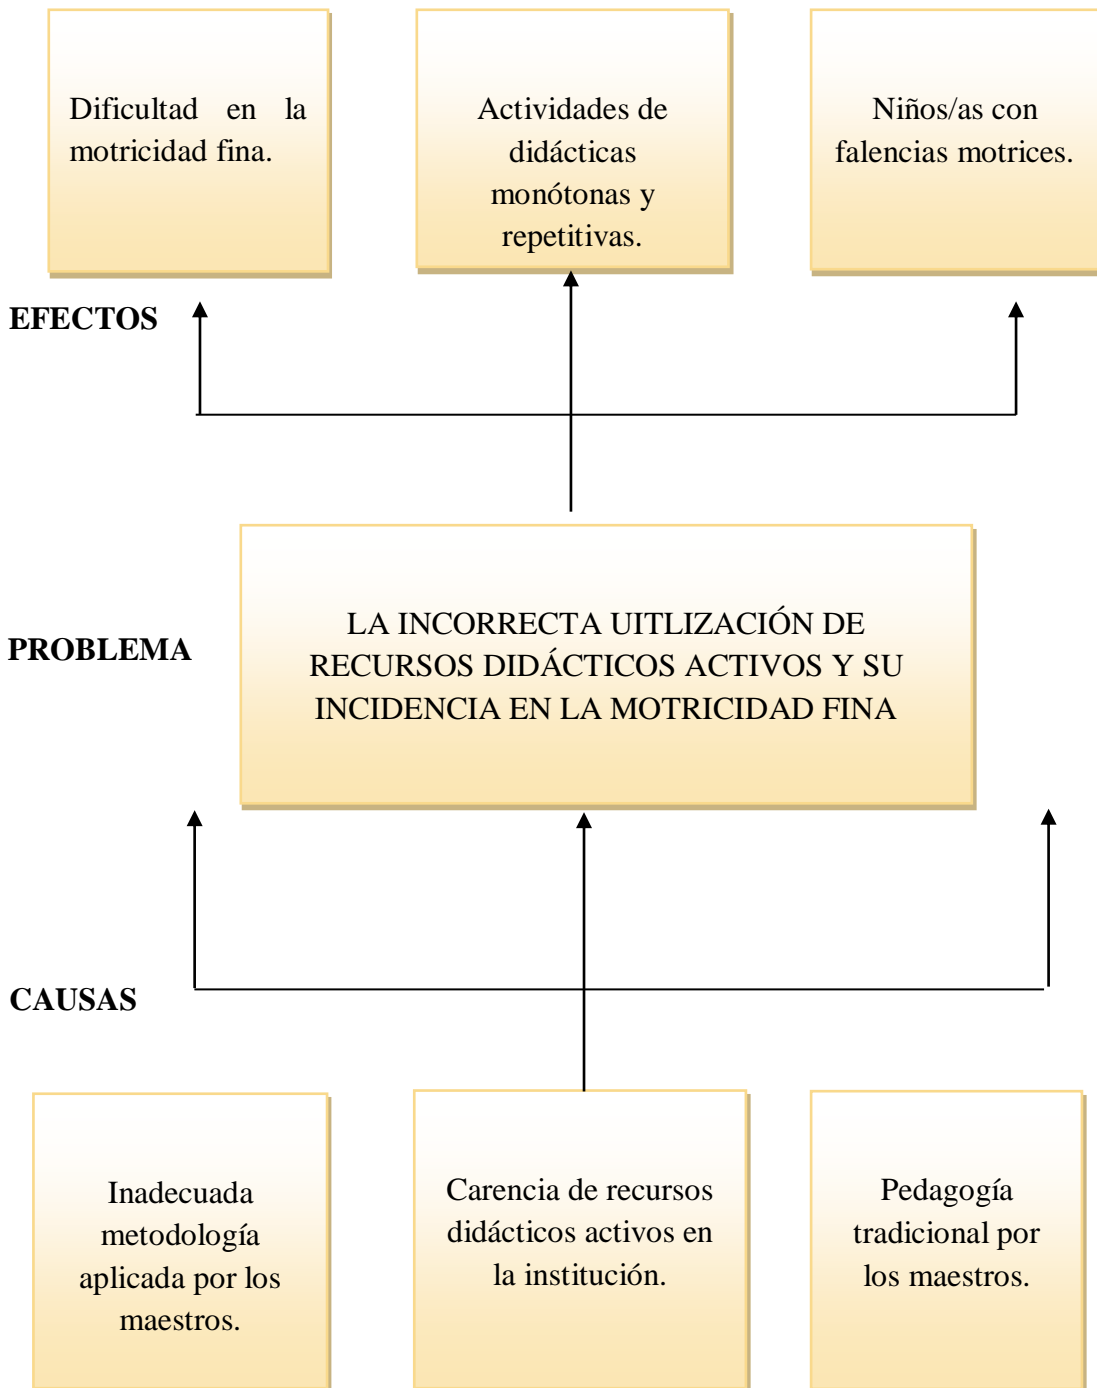 Dificultad en la
motricidad fina.
Actividades de
didácticas
monótonas y
repetitivas.
Niños/as con
falencias motrices.
EFECTOS
PROBLEMA
LA INCORRECTA UITLIZACIÓN DE
RECURSOS DIDÁCTICOS ACTIVOS Y SU
INCIDENCIA EN LA MOTRICIDAD FINA
CAUSAS
Inadecuada
metodología
aplicada por los
maestros.
Carencia de recursos
didácticos activos en
la institución.
Pedagogía
tradicional por
los maestros.